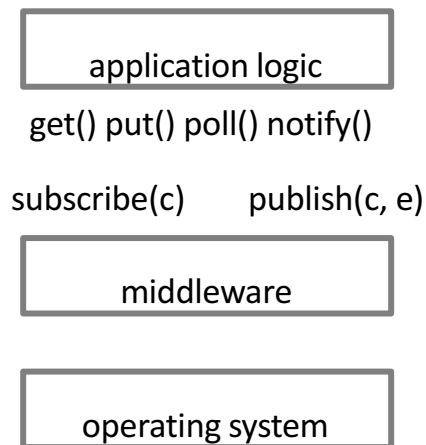 application logic
get() put() poll() notify()
subscribe(c) publish(c, e)
middleware
operating system